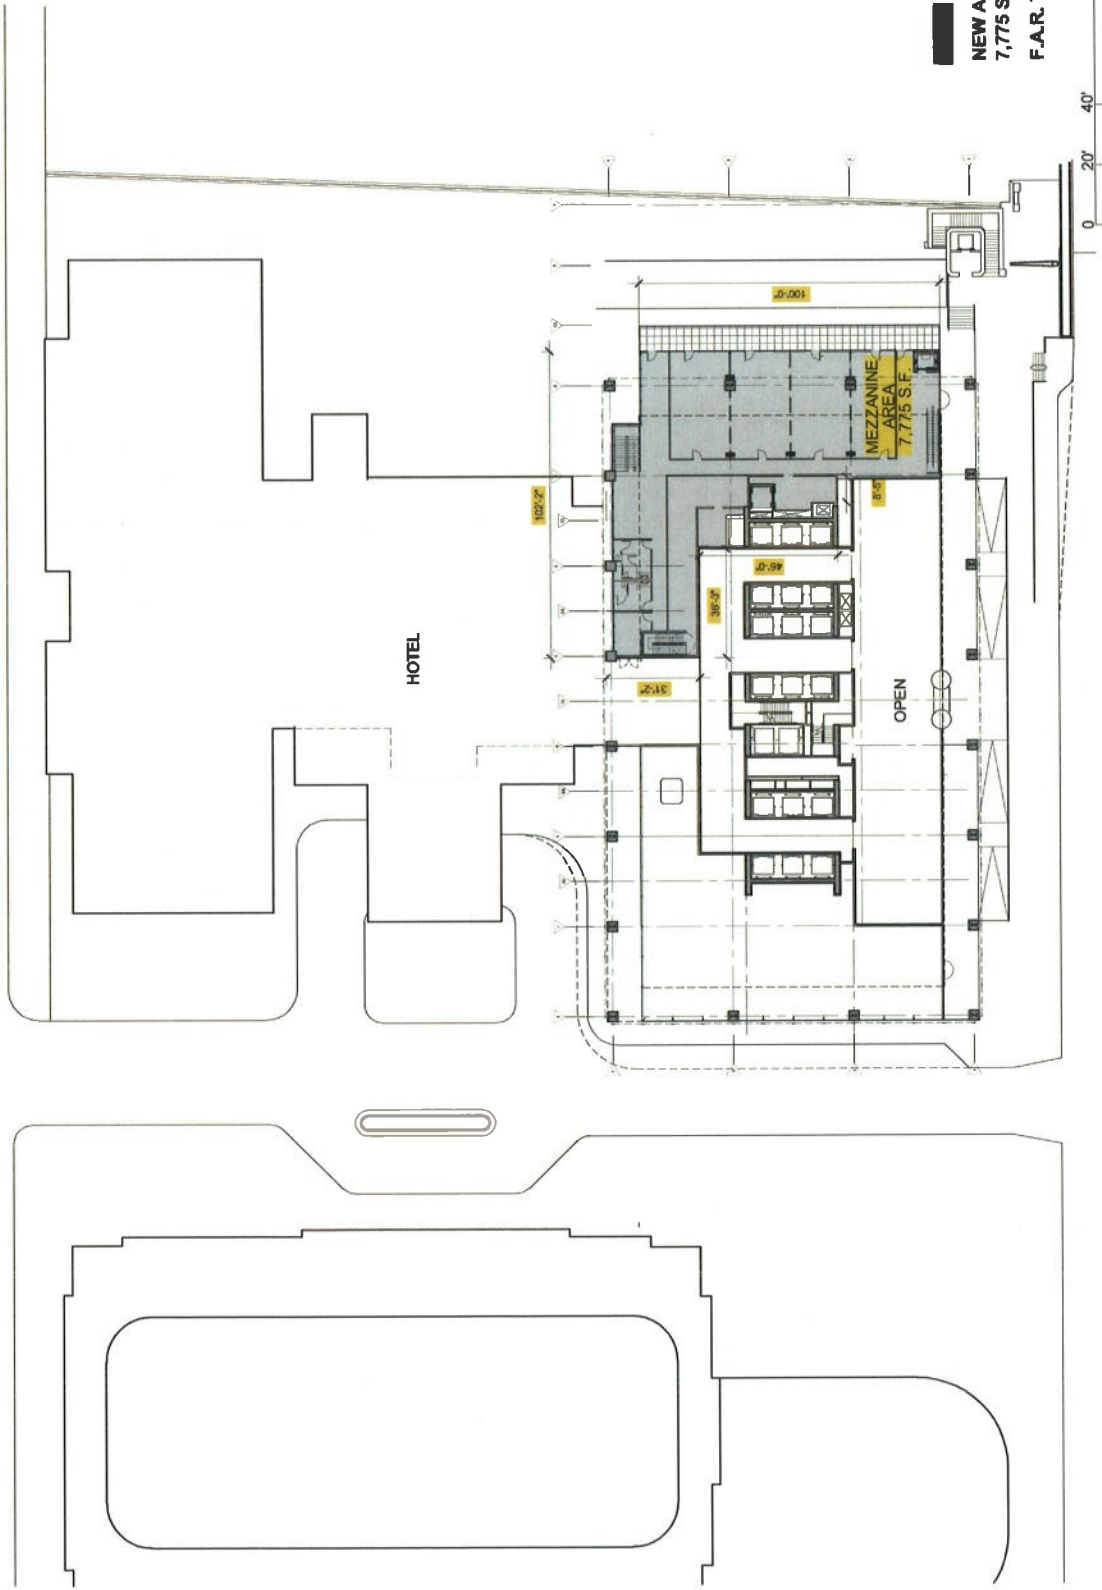 NEW A
7,775 S
F.A.R.
0 20' 40'
100'-0"
MEZZANINE
AREA
7,775 S.F.
102'-2"
8'-5"
46'-0"
36'-3"
31'-2"
HOTEL
OPEN